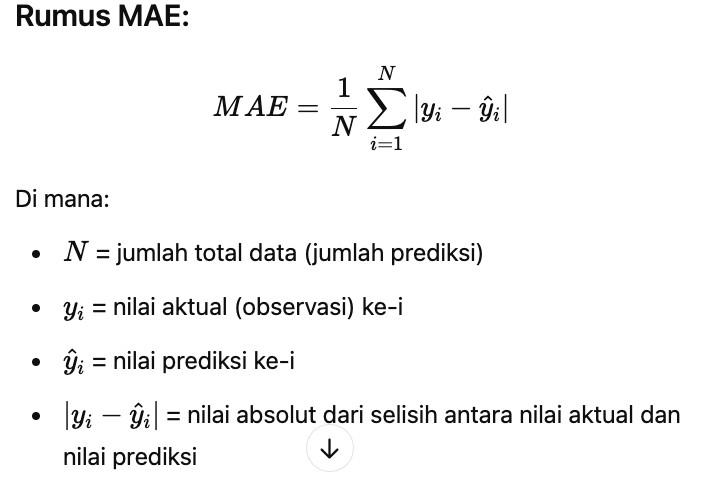 Rumus MAE:
MAE = \frac{1}{N} \sum_{i=1}^{N} |y_i - \hat{y}_i|
Di mana:
• N = jumlah total data (jumlah prediksi)
• y_i = nilai aktual (observasi) ke-i
• \hat{y}_i = nilai prediksi ke-i
• |y_i - \hat{y}_i| = nilai absolut dari selisih antara nilai aktual dan
nilai prediksi